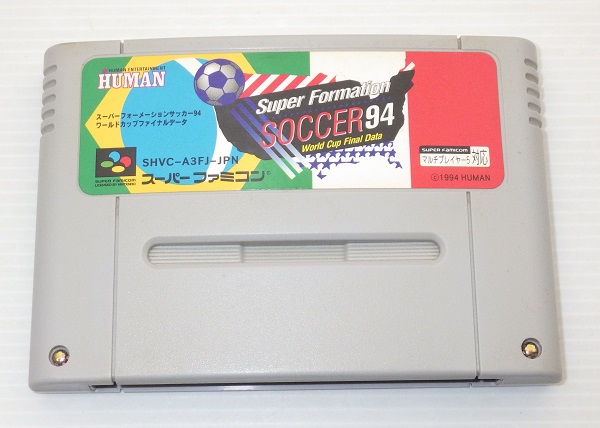 HUMAN ENTERTAINMENT
HUMAN
スーパーフォーメーションサッカー94
ワールドカップファイナルデータ
Super Formation
SOCCER94
World Cup Final Data
SHVC-A3FJ-JPN
スーパーファミコン
SUPER FAMICOM
マルチプレイヤー5対応
©1994 HUMAN